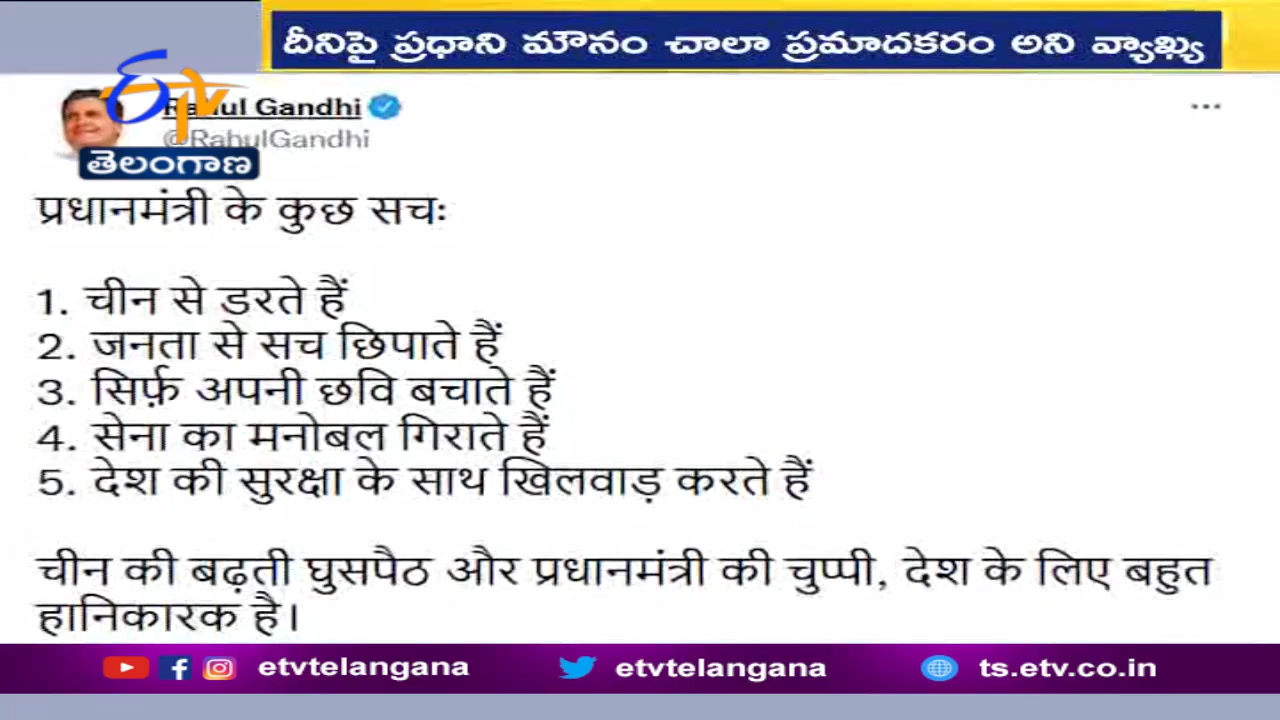 దీనిపై ప్రధాని మౌనం చాలా ప్రమాదకరం అని వ్యాఖ్య
ETV
తెలంగాణ
Rahul Gandhi
@RahulGandhi
प्रधानमंत्री के कुछ सचः
1. चीन से डरते हैं
2. जनता से सच छिपाते हैं
3. सिर्फ़ अपनी छवि बचाते हैं
4. सेना का मनोबल गिराते हैं
5. देश की सुरक्षा के साथ खिलवाड़ करते हैं
चीन की बढ़ती घुसपैठ और प्रधानमंत्री की चुप्पी, देश के लिए बहुत
हानिकारक है।
etvtelangana etvtelangana ts.etv.co.in